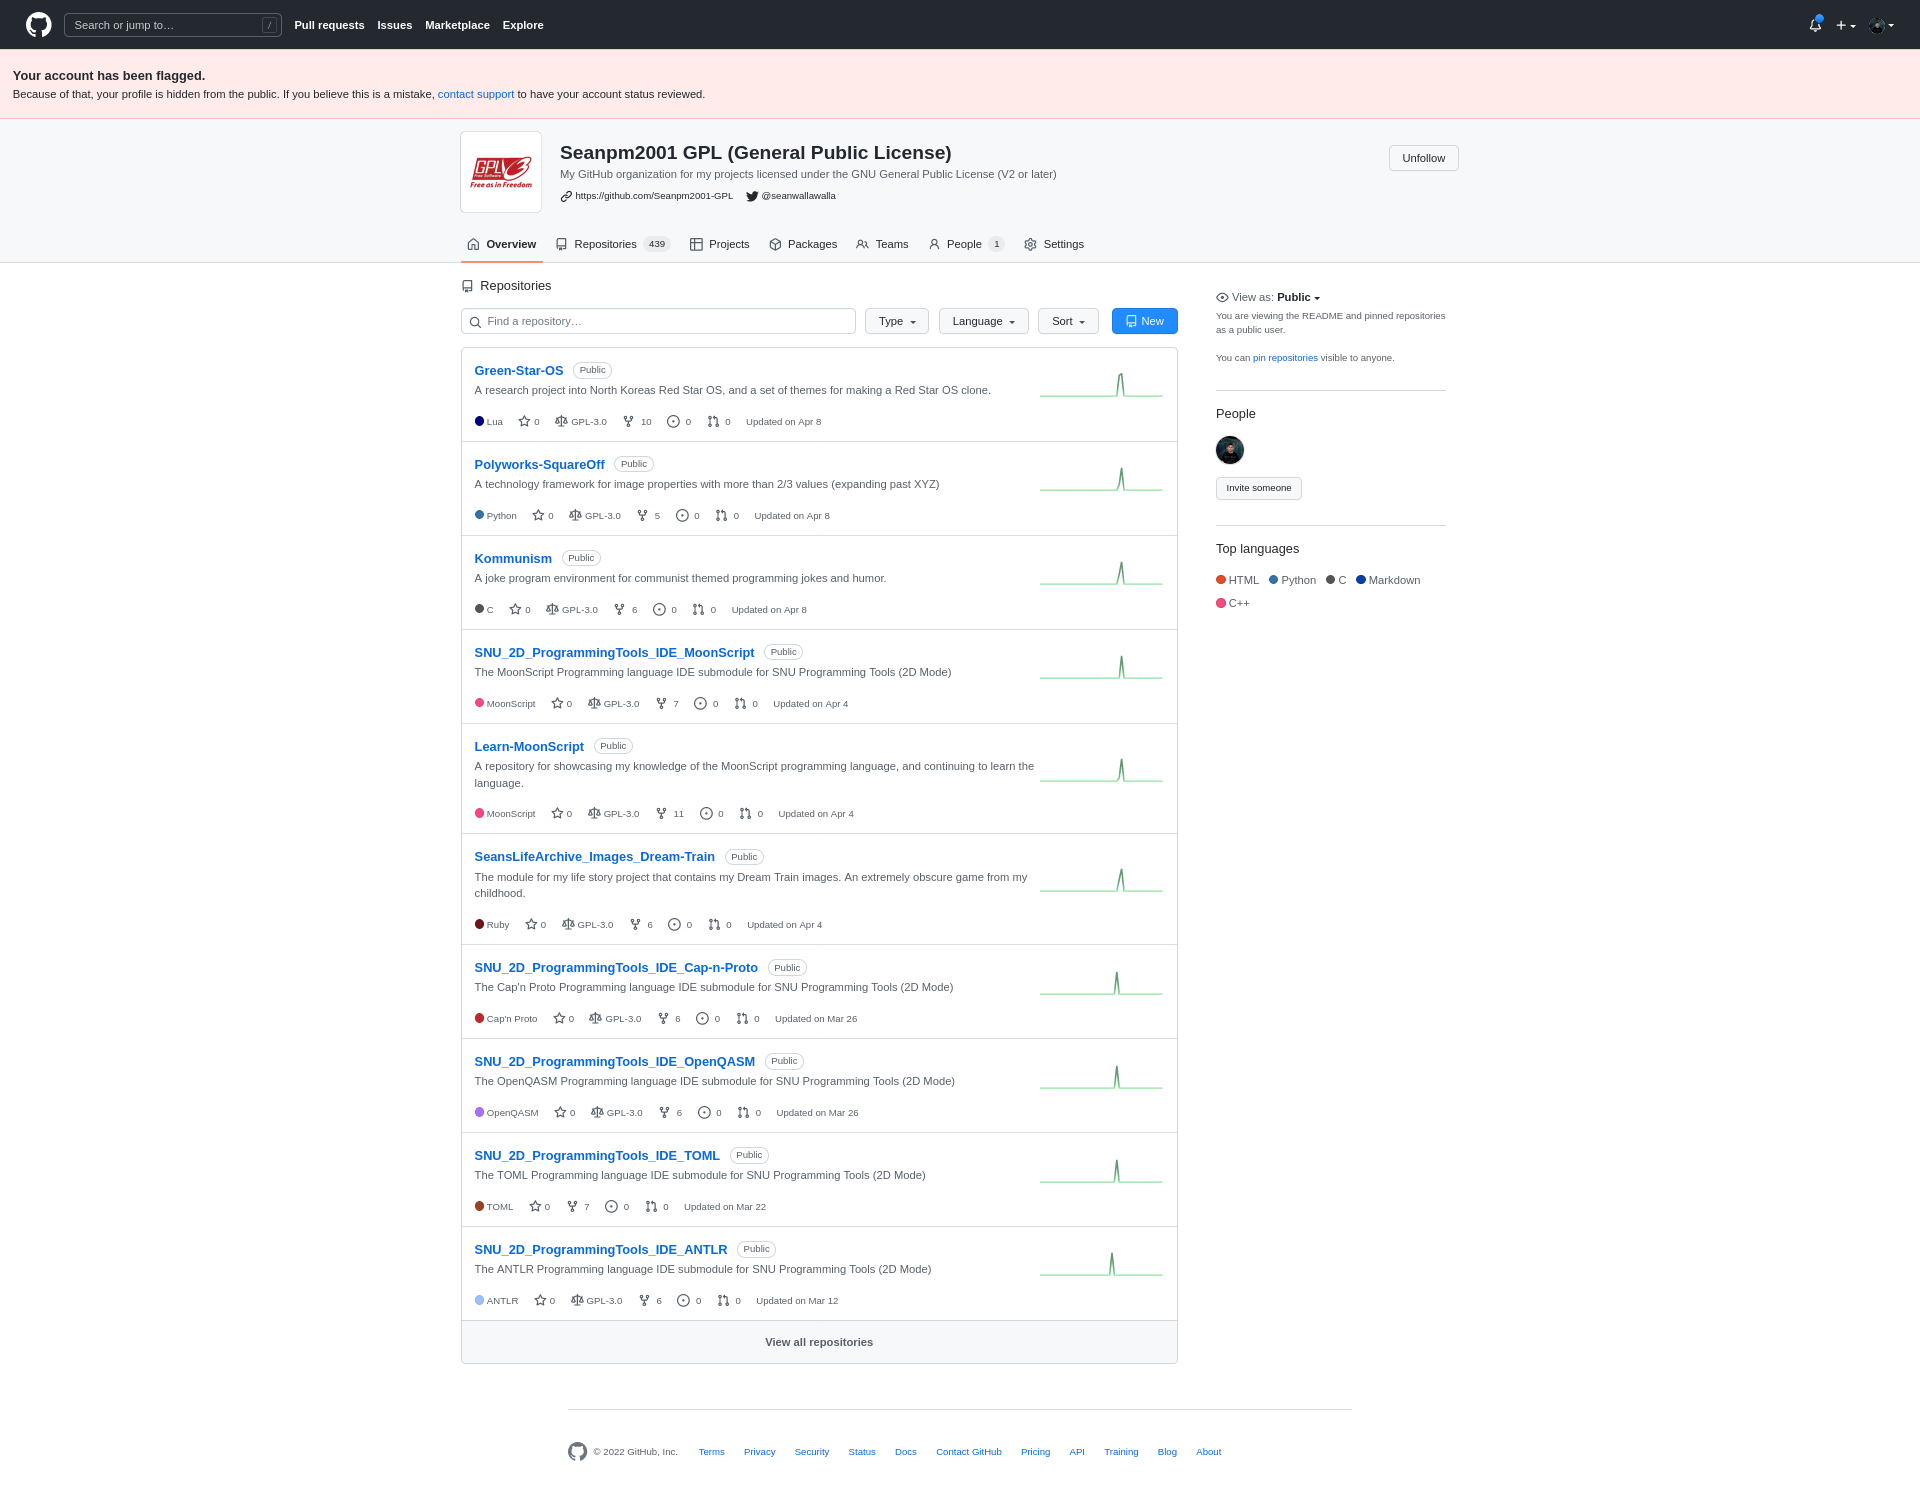 Search or jump to… /
Pull requests Issues Marketplace Explore
Your account has been flagged.
Because of that, your profile is hidden from the public. If you believe this is a mistake, contact support to have your account status reviewed.
GPLV3
Free Software
Free as in Freedom
Seanpm2001 GPL (General Public License)
My GitHub organization for my projects licensed under the GNU General Public License (V2 or later)
https://github.com/Seanpm2001-GPL @seanwallawalla
Unfollow
Overview Repositories 439 Projects Packages Teams People 1 Settings
Repositories
Find a repository… Type Language Sort New
Green-Star-OS Public
A research project into North Koreas Red Star OS, and a set of themes for making a Red Star OS clone.
Lua 0 GPL-3.0 10 0 0 Updated on Apr 8
Polyworks-SquareOff Public
A technology framework for image properties with more than 2/3 values (expanding past XYZ)
Python 0 GPL-3.0 5 0 0 Updated on Apr 8
Kommunism Public
A joke program environment for communist themed programming jokes and humor.
C 0 GPL-3.0 6 0 0 Updated on Apr 8
SNU_2D_ProgrammingTools_IDE_MoonScript Public
The MoonScript Programming language IDE submodule for SNU Programming Tools (2D Mode)
MoonScript 0 GPL-3.0 7 0 0 Updated on Apr 4
Learn-MoonScript Public
A repository for showcasing my knowledge of the MoonScript programming language, and continuing to learn the
language.
MoonScript 0 GPL-3.0 11 0 0 Updated on Apr 4
SeansLifeArchive_Images_Dream-Train Public
The module for my life story project that contains my Dream Train images. An extremely obscure game from my
childhood.
Ruby 0 GPL-3.0 6 0 0 Updated on Apr 4
SNU_2D_ProgrammingTools_IDE_Cap-n-Proto Public
The Cap'n Proto Programming language IDE submodule for SNU Programming Tools (2D Mode)
Cap'n Proto 0 GPL-3.0 6 0 0 Updated on Mar 26
SNU_2D_ProgrammingTools_IDE_OpenQASM Public
The OpenQASM Programming language IDE submodule for SNU Programming Tools (2D Mode)
OpenQASM 0 GPL-3.0 6 0 0 Updated on Mar 26
SNU_2D_ProgrammingTools_IDE_TOML Public
The TOML Programming language IDE submodule for SNU Programming Tools (2D Mode)
TOML 0 7 0 0 Updated on Mar 22
SNU_2D_ProgrammingTools_IDE_ANTLR Public
The ANTLR Programming language IDE submodule for SNU Programming Tools (2D Mode)
ANTLR 0 GPL-3.0 6 0 0 Updated on Mar 12
View all repositories
View as: Public
You are viewing the README and pinned repositories
as a public user.
You can pin repositories visible to anyone.
People
Invite someone
Top languages
HTML Python C Markdown
C++
© 2022 GitHub, Inc. Terms Privacy Security Status Docs Contact GitHub Pricing API Training Blog About